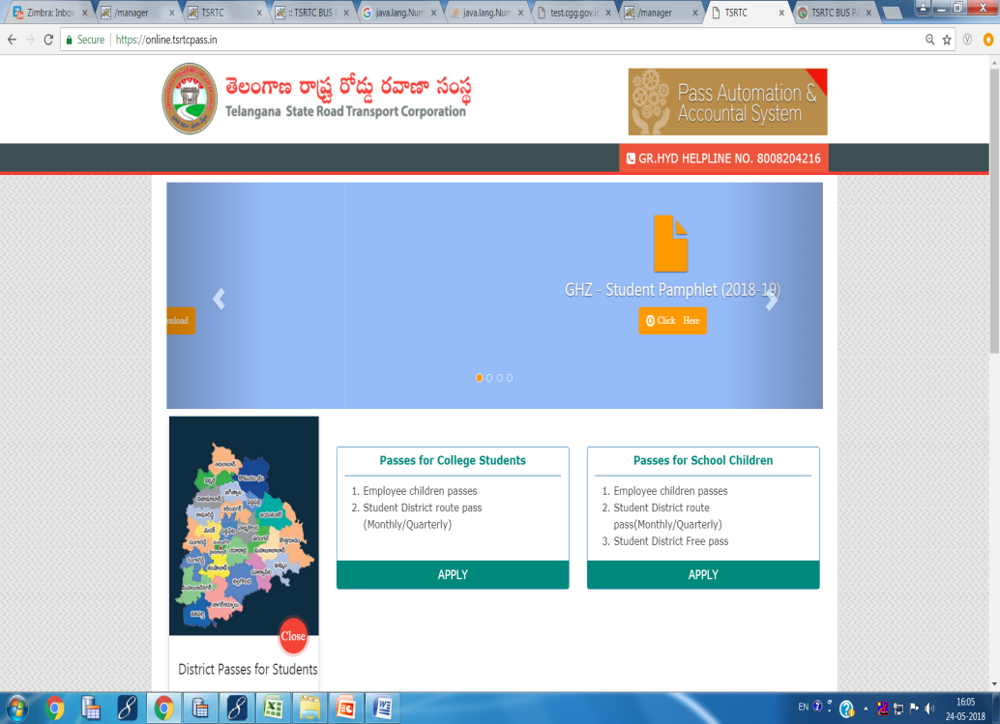 Zimbra: Inbox
/manager
TSRTC
:: TSRTC BUS
java.lang.Num
java.lang.Num
test.cgg.gov.i
/manager
TSRTC
TSRTC BUS PA
Secure
https://online.tsrtcpass.in
తెలంగాణ రాష్ట్ర రోడ్డు రవాణా సంస్థ
Telangana State Road Transport Corporation
Pass Automation &
Accountal System
GR.HYD HELPLINE NO. 8008204216
GHZ - Student Pamphlet (2018-19)
nload
Click Here
Passes for College Students
1. Employee children passes
2. Student District route pass
(Monthly/Quarterly)
APPLY
Passes for School Children
1. Employee children passes
2. Student District route
pass(Monthly/Quarterly)
3. Student District Free pass
APPLY
Close
District Passes for Students
EN
16:05
24-05-2018